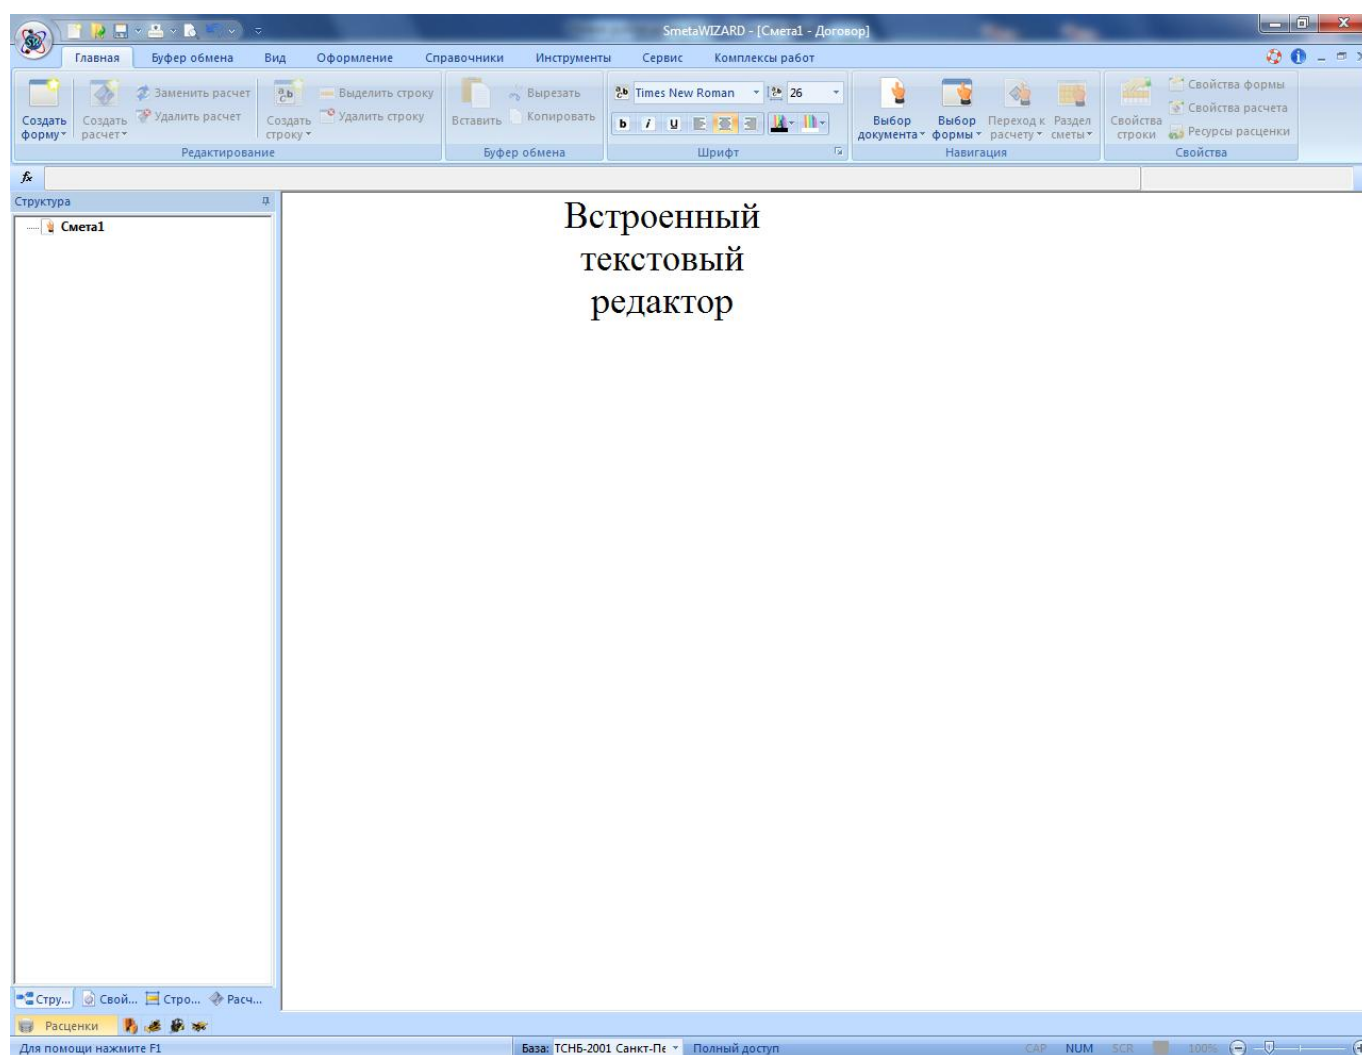 SmetaWIZARD - [Смета1 - Договор]
Главная Буфер обмена Вид Оформление Справочники Инструменты Сервис Комплексы работ
Создать форму
Создать расчет
Заменить расчет
Удалить расчет
Создать строку
Выделить строку
Удалить строку
Редактирование
Вставить
Вырезать
Копировать
Буфер обмена
Times New Roman 26
Шрифт
Выбор документа
Выбор формы
Переход к расчету
Раздел сметы
Навигация
Свойства строки
Свойства формы
Свойства расчета
Ресурсы расценки
Свойства
fx
Структура
Смета1
Встроенный
текстовый
редактор
Стру... Свой... Стро... Расч...
Расценки
Для помощи нажмите F1 База: ТСНБ-2001 Санкт-Пе Полный доступ CAP NUM SCR 100%